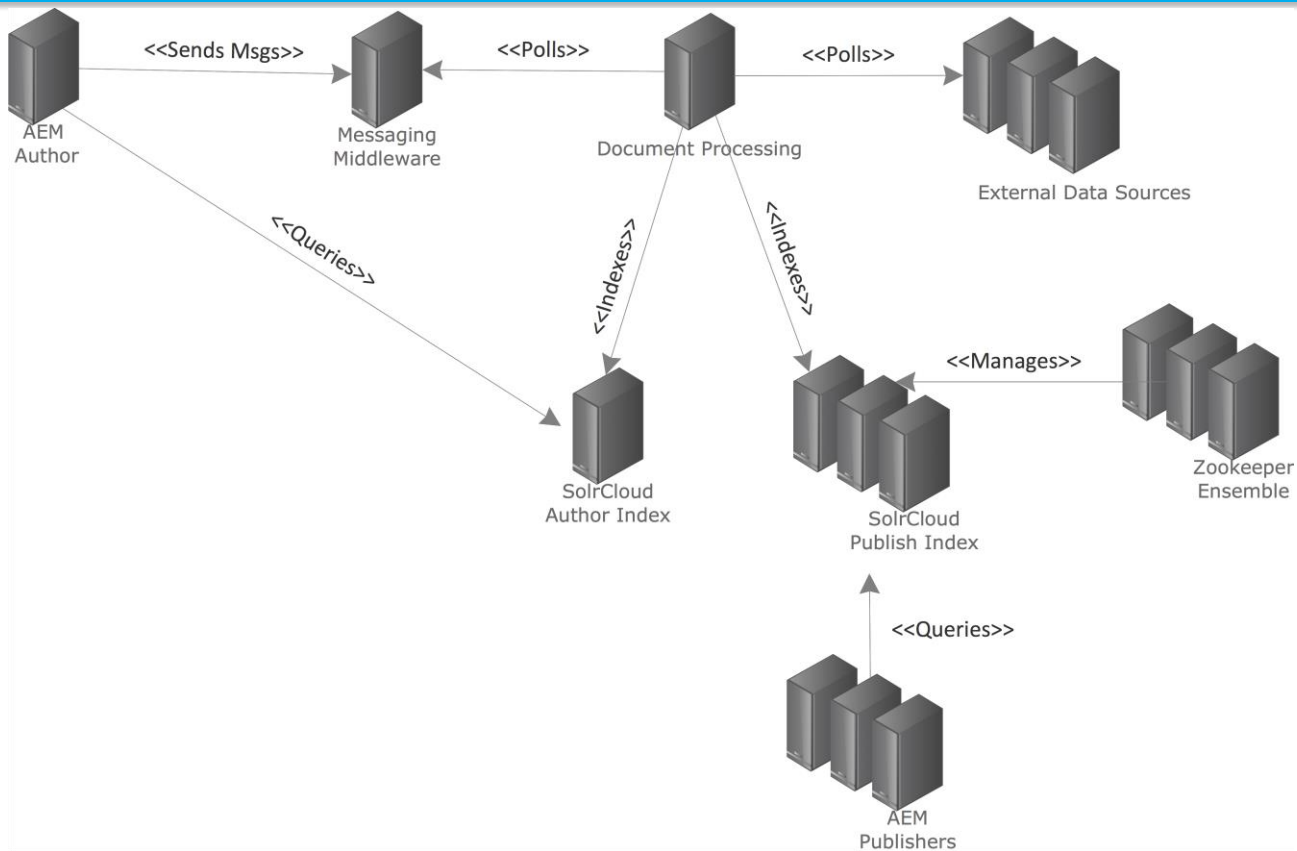 <<Sends Msgs>>
<<Polls>>
<<Polls>>
AEM
Author
Messaging
Middleware
Document Processing
External Data Sources
<<Queries>>
<<Indexes>>
<<Indexes>>
<<Manages>>
Zookeeper
Ensemble
SolrCloud
Author Index
SolrCloud
Publish Index
<<Queries>>
AEM
Publishers